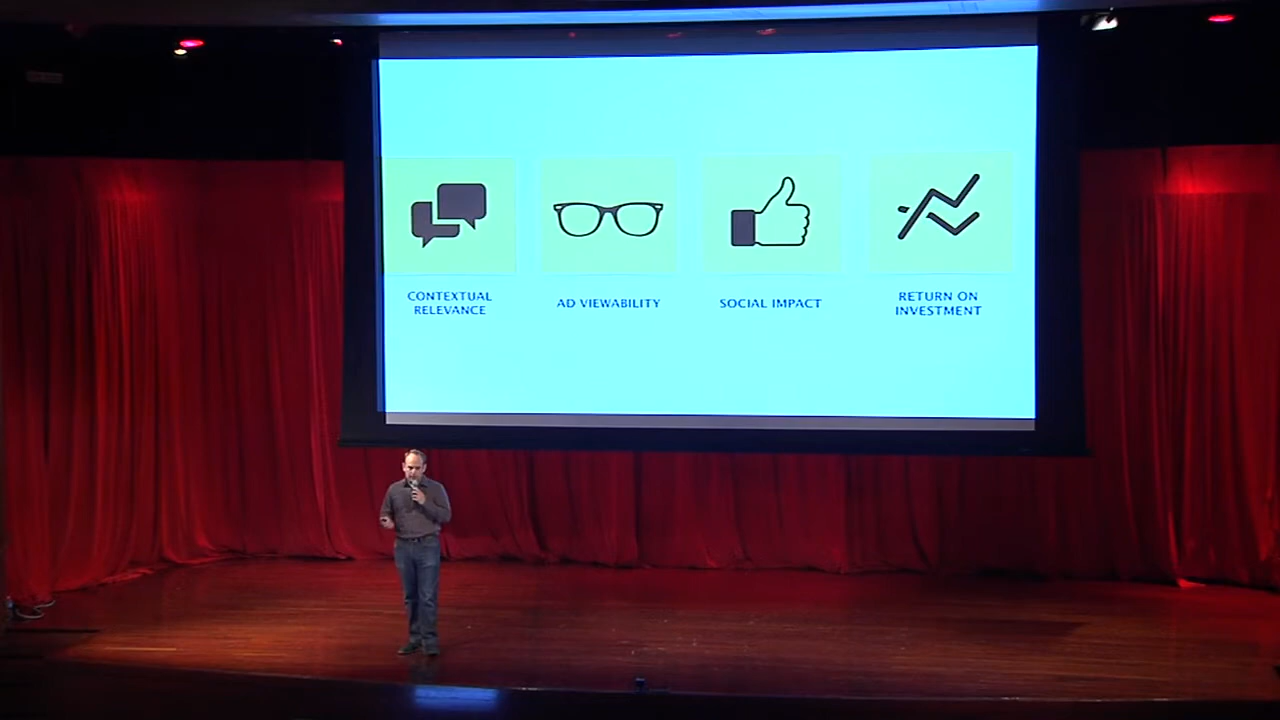 CONTEXTUAL
RELEVANCE
AD VIEWABILITY
SOCIAL IMPACT
RETURN ON
INVESTMENT